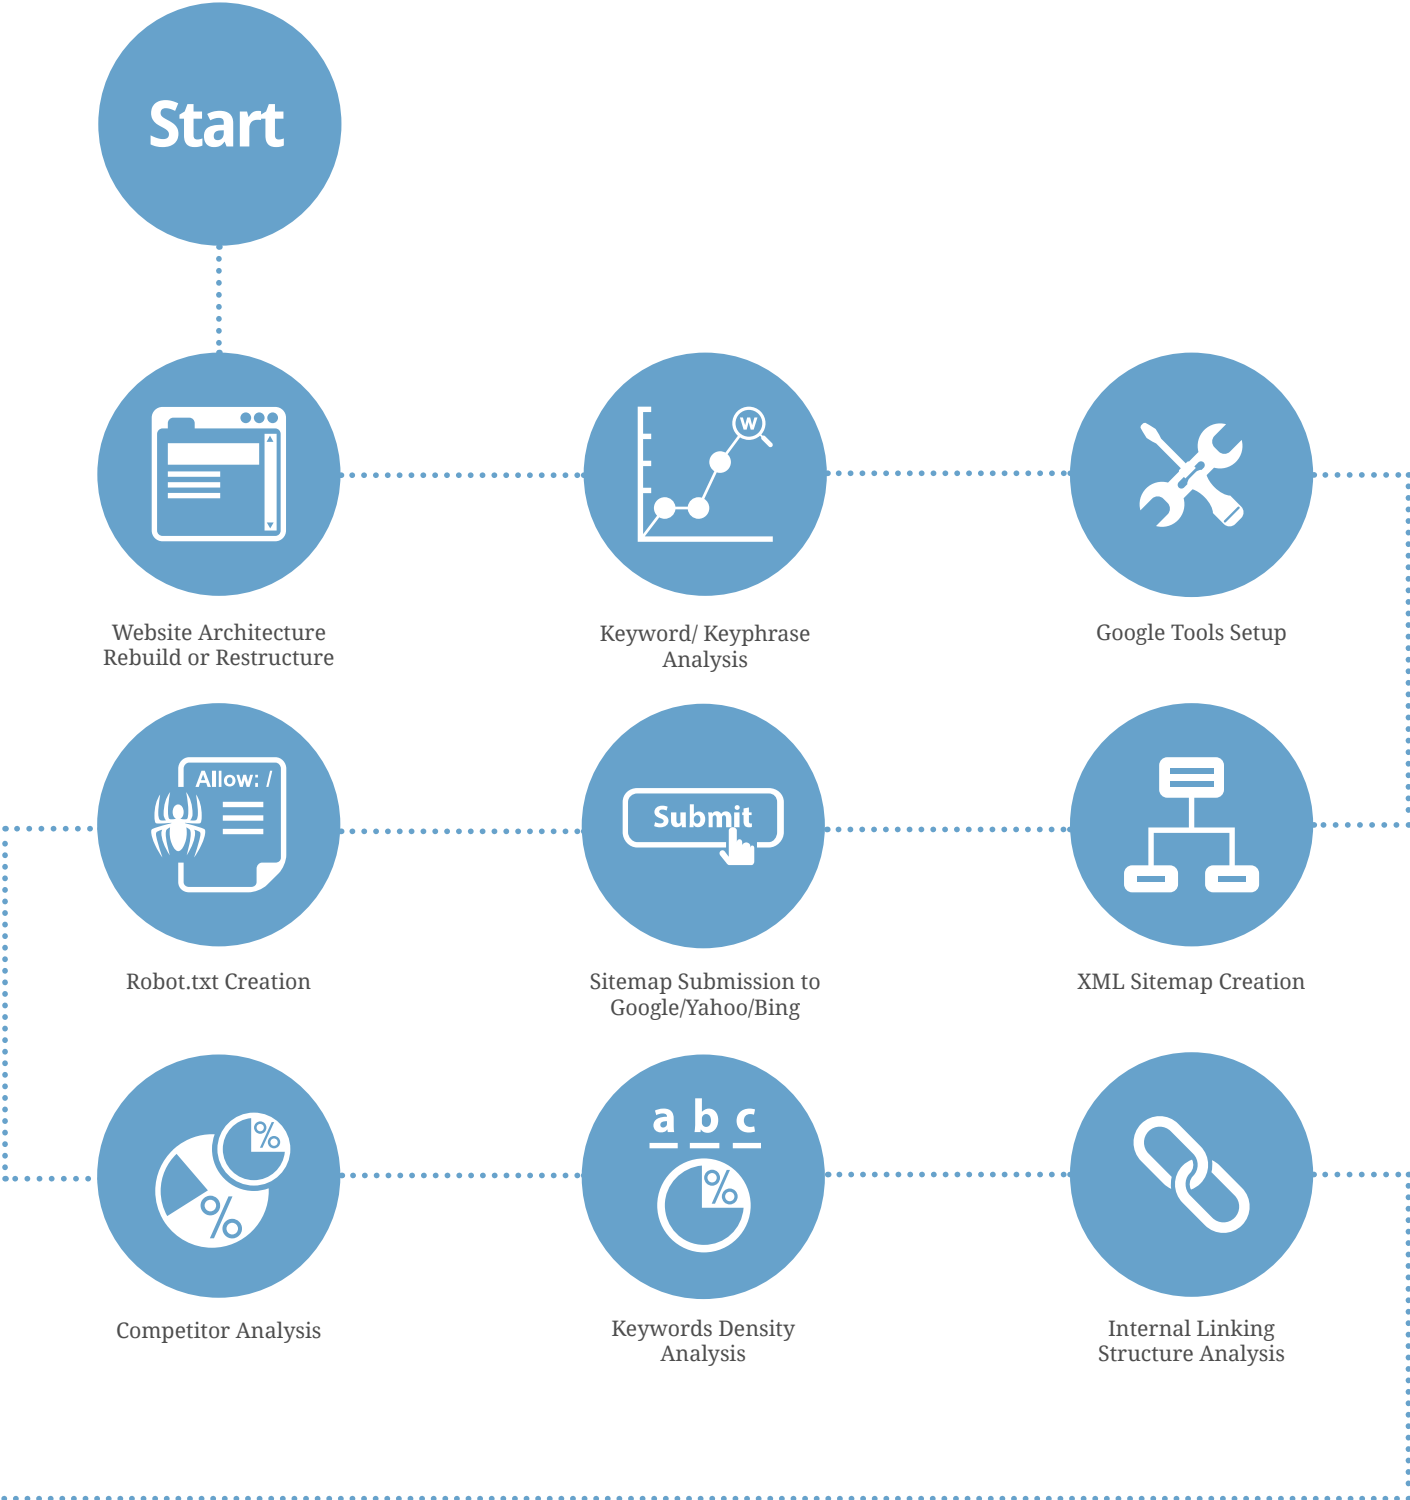 Start
W
Website Architecture
Rebuild or Restructure
Keyword/ Keyphrase
Analysis
Google Tools Setup
Allow: /
Submit
Robot.txt Creation
Sitemap Submission to
Google/Yahoo/Bing
XML Sitemap Creation
%
%
a b c
%
Competitor Analysis
Keywords Density
Analysis
Internal Linking
Structure Analysis